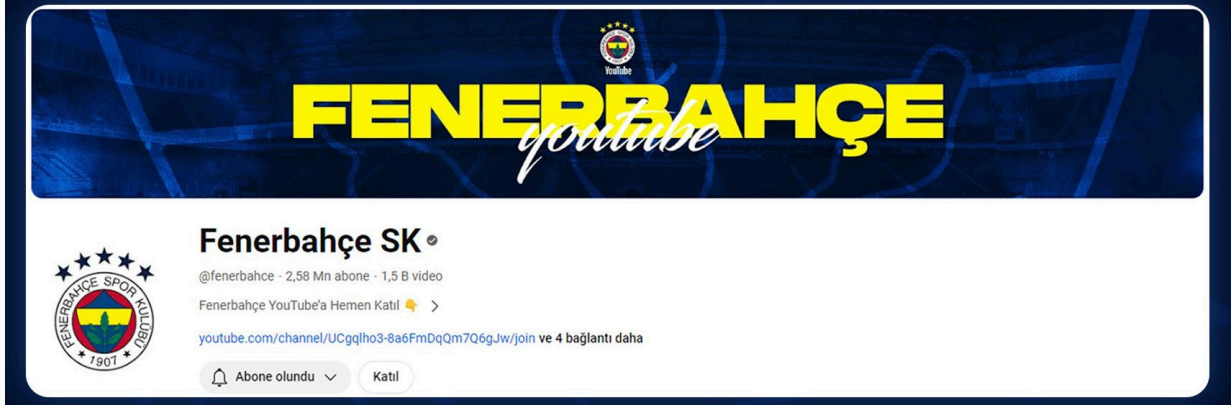 YouTube
FENERBAHÇE
youtube
Fenerbahçe SK
@fenerbahce · 2,58 Mn abone · 1,5 B video
Fenerbahçe YouTube'a Hemen Katıl 👇 >
youtube.com/channel/UCgqlho3-8a6FmDqQm7Q6gJw/join ve 4 bağlantı daha
FENERBAHÇE SPOR KULÜBÜ
1907
Abone olundu
Katıl